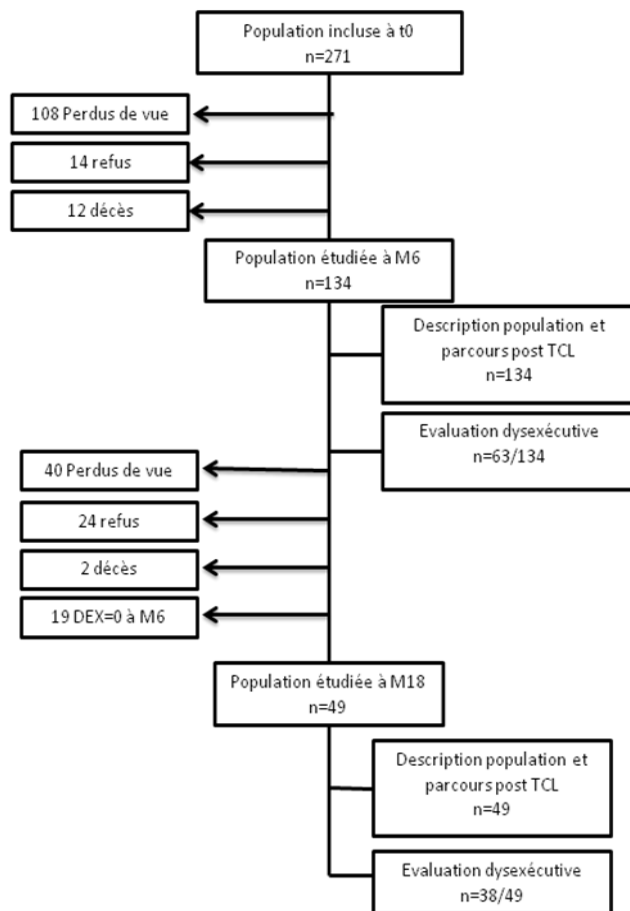 Population incluse à t0
n=271
108 Perdus de vue
14 refus
12 décès
Population étudiée à M6
n=134
Description population et
parcours post TCL
n=134
Evaluation dysexécutive
n=63/134
40 Perdus de vue
24 refus
2 décès
19 DEX=0 à M6
Population étudiée à M18
n=49
Description population et
parcours post TCL
n=49
Evaluation dysexécutive
n=38/49